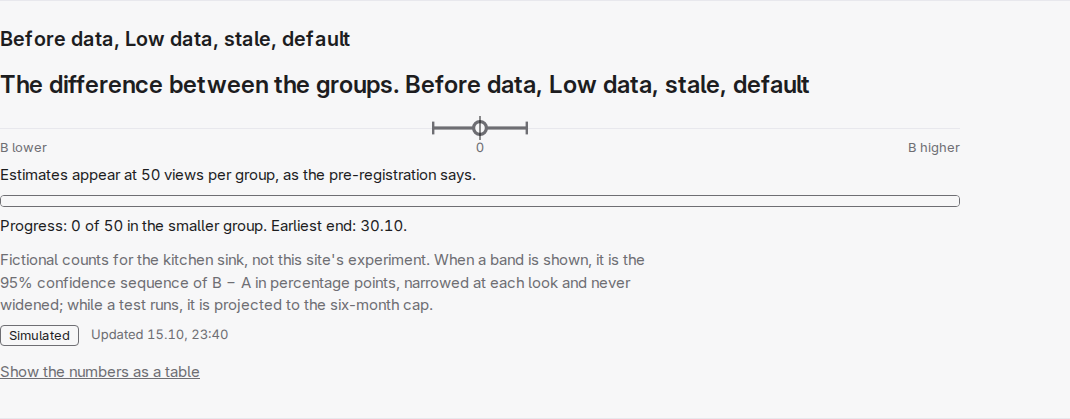 Before data, Low data, stale, default
The difference between the groups. Before data, Low data, stale, default
B lower
0
B higher
Estimates appear at 50 views per group, as the pre-registration says.
Progress: 0 of 50 in the smaller group. Earliest end: 30.10.
Fictional counts for the kitchen sink, not this site's experiment. When a band is shown, it is the
95% confidence sequence of B − A in percentage points, narrowed at each look and never
widened; while a test runs, it is projected to the six-month cap.
Simulated Updated 15.10, 23:40
Show the numbers as a table